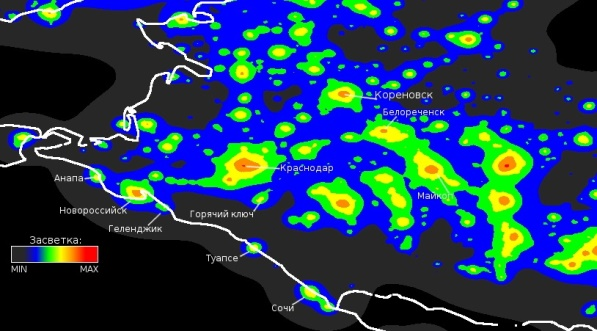 Кореновск
Белореченск
Краснодар
Анапа
Майкоп
Новороссийск
Горячий ключ
Геленджик
Засветка:
MIN
MAX
Туапсе
Сочи